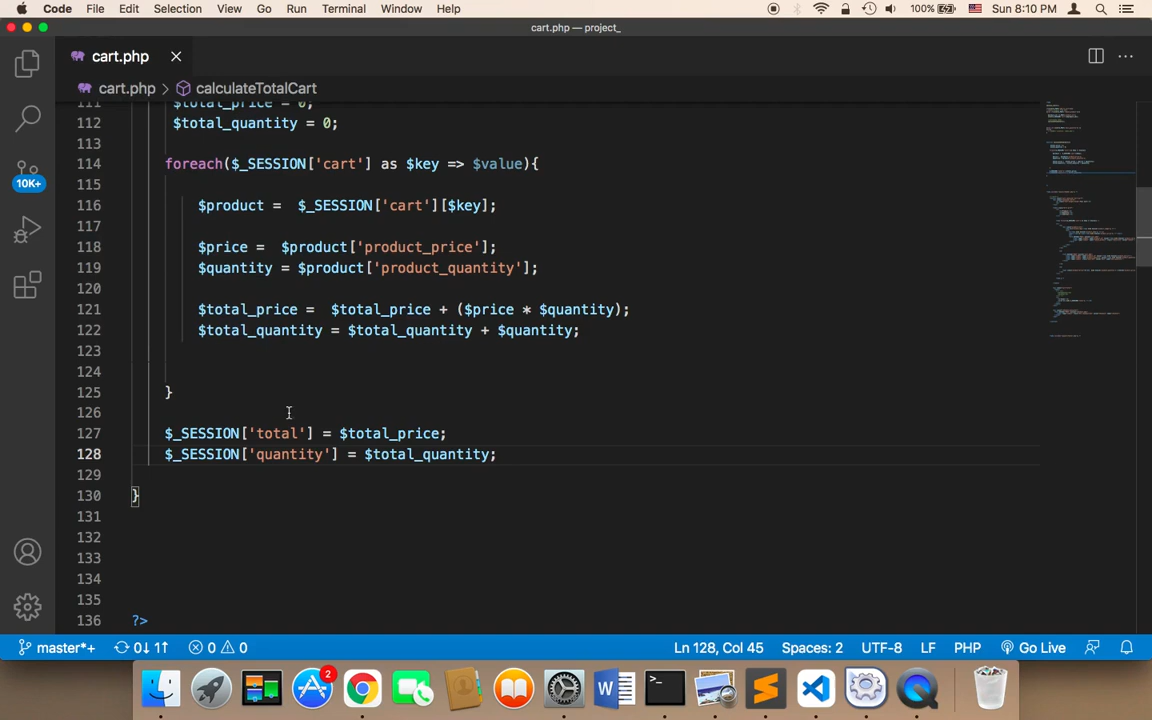 Code File Edit Selection View Go Run Terminal Window Help 100% Sun 8:10 PM
cart.php — project_
cart.php
cart.php > calculateTotalCart
111 $total_price = 0;
112 $total_quantity = 0;
113
114 foreach($_SESSION['cart'] as $key => $value){
115
116 $product =  $_SESSION['cart'][$key];
117
118 $price =  $product['product_price'];
119 $quantity = $product['product_quantity'];
120
121 $total_price =  $total_price + ($price * $quantity);
122 $total_quantity = $total_quantity + $quantity;
123
124
125 }
126
127 $_SESSION['total'] = $total_price;
128 $_SESSION['quantity'] = $total_quantity;
129
130 }
131
132
133
134
135
136 ?>
10K+
master*+ 0↓ 1↑ 0 0 Ln 128, Col 45 Spaces: 2 UTF-8 LF PHP Go Live
2